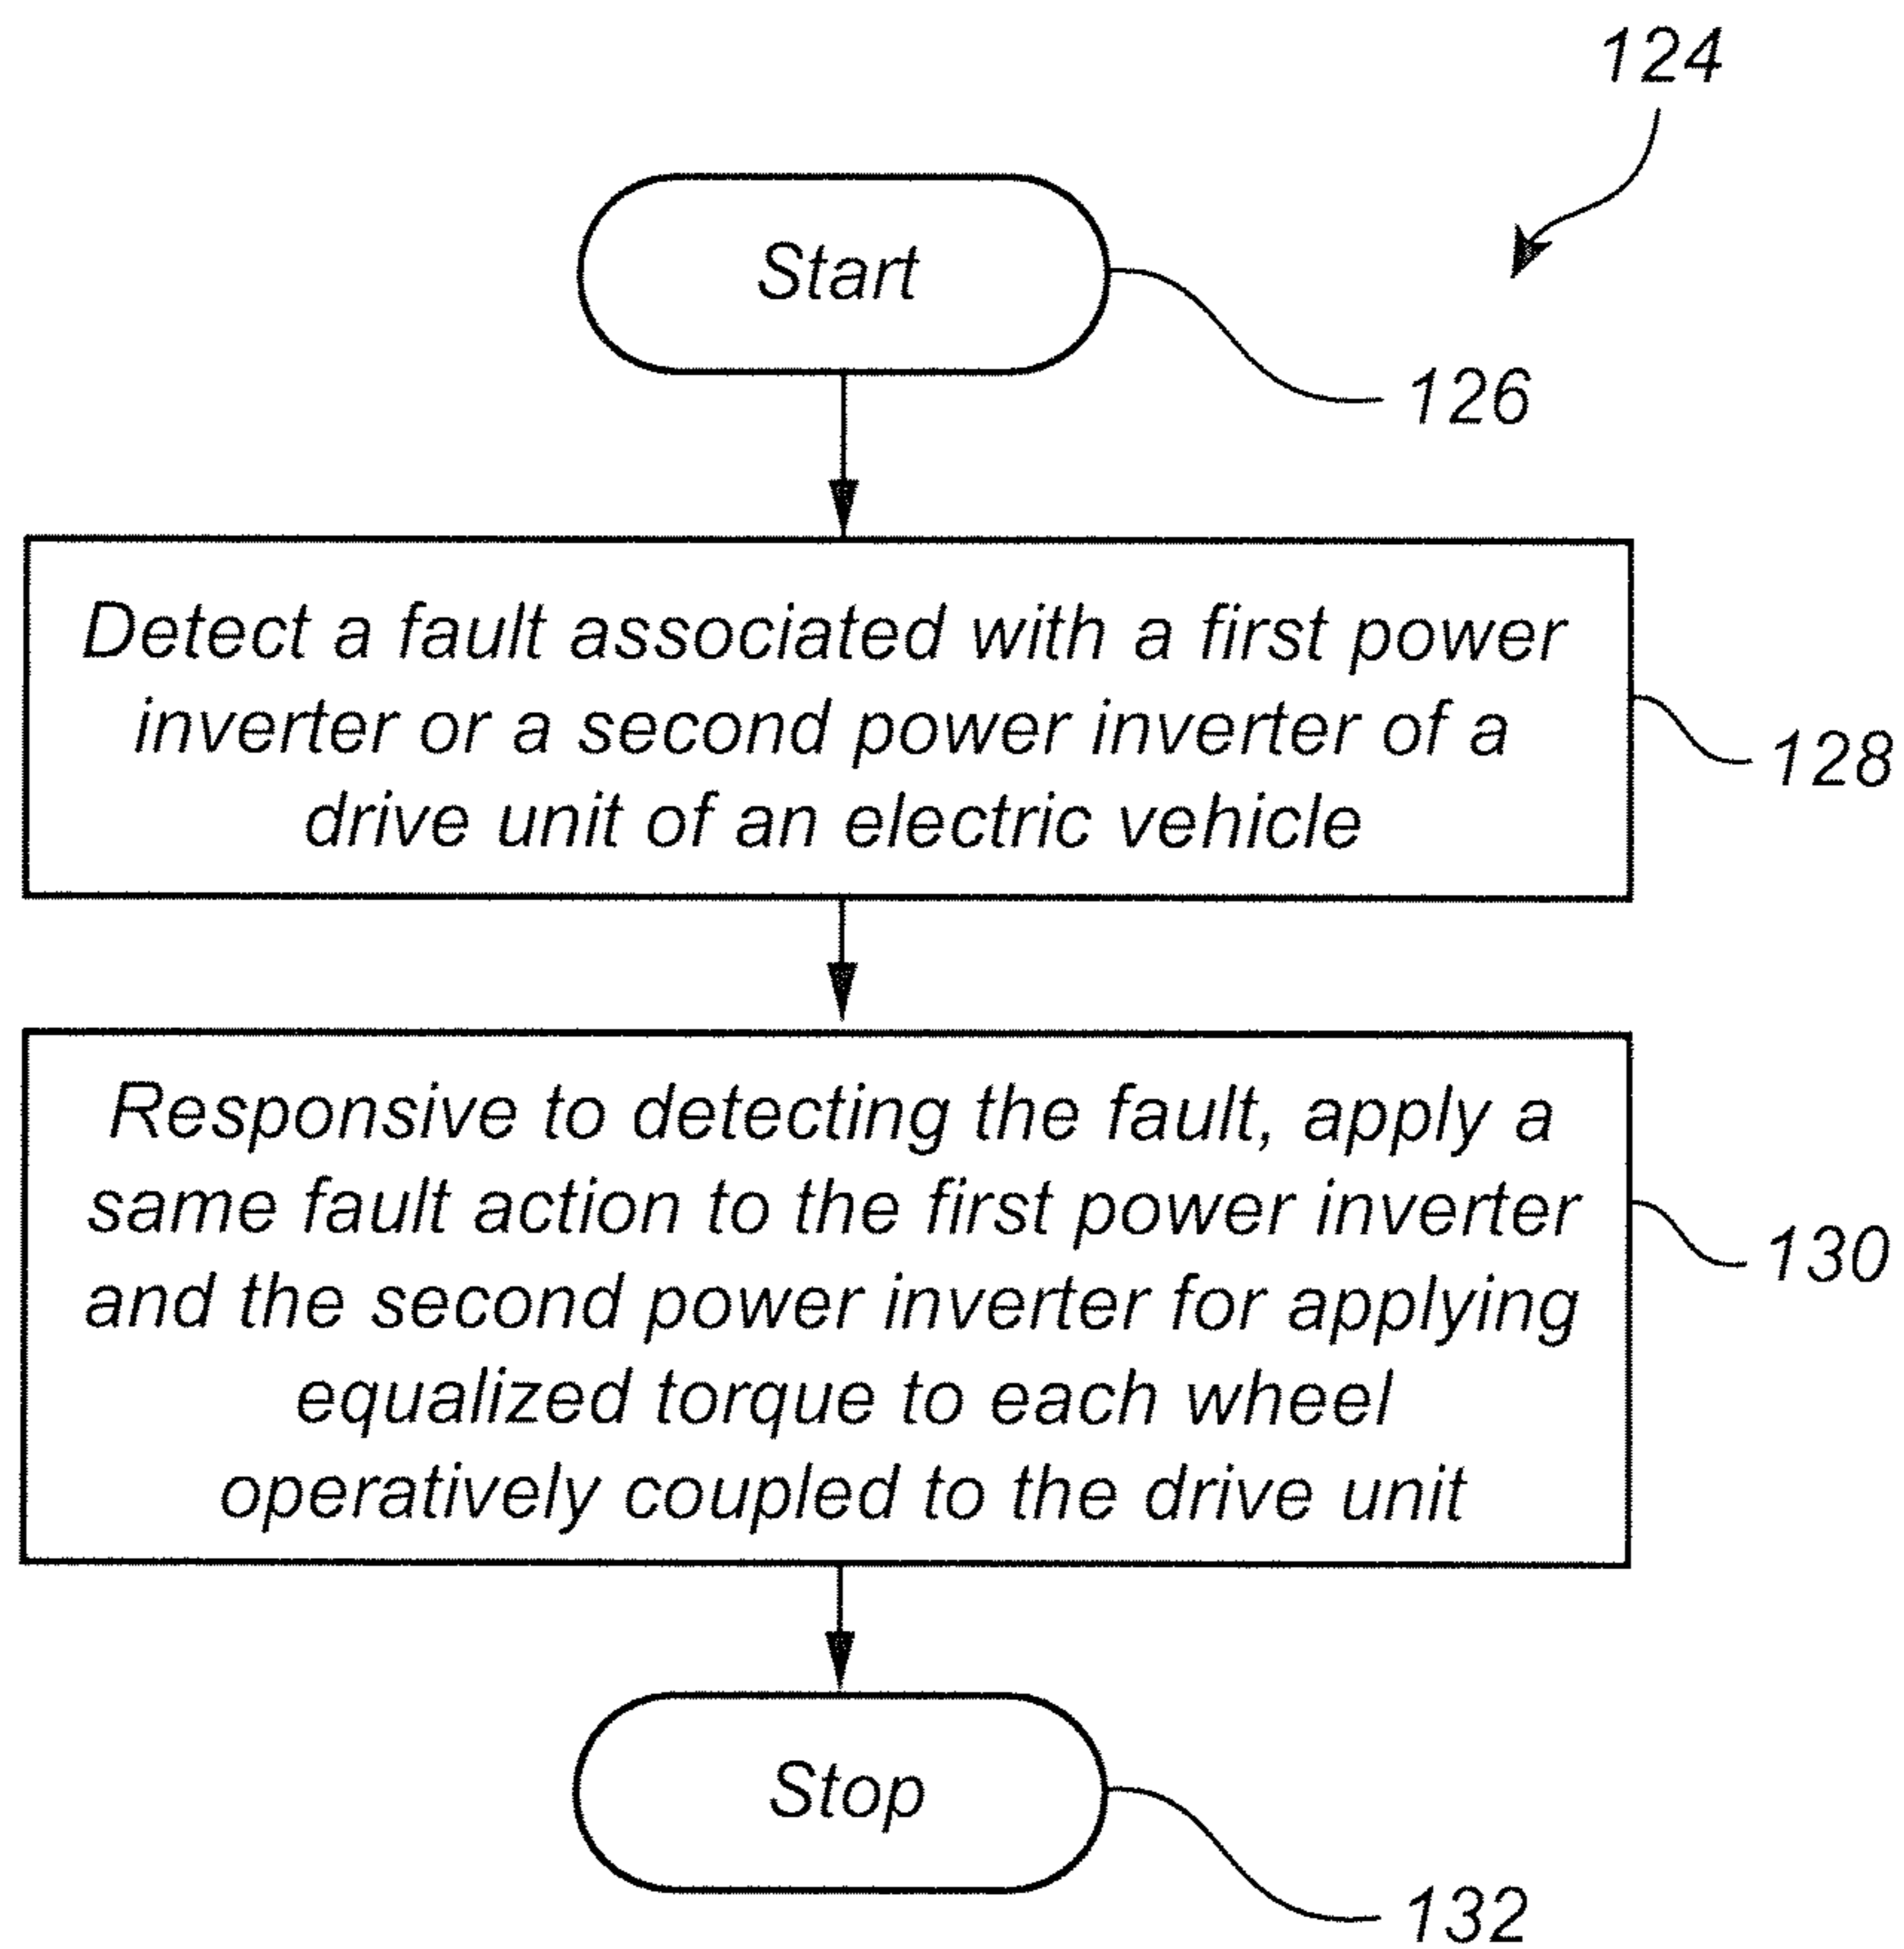 124
Start
126
Detect a fault associated with a first power
inverter or a second power inverter of a
drive unit of an electric vehicle
128
Responsive to detecting the fault, apply a
same fault action to the first power inverter
and the second power inverter for applying
equalized torque to each wheel
operatively coupled to the drive unit
130
Stop
132